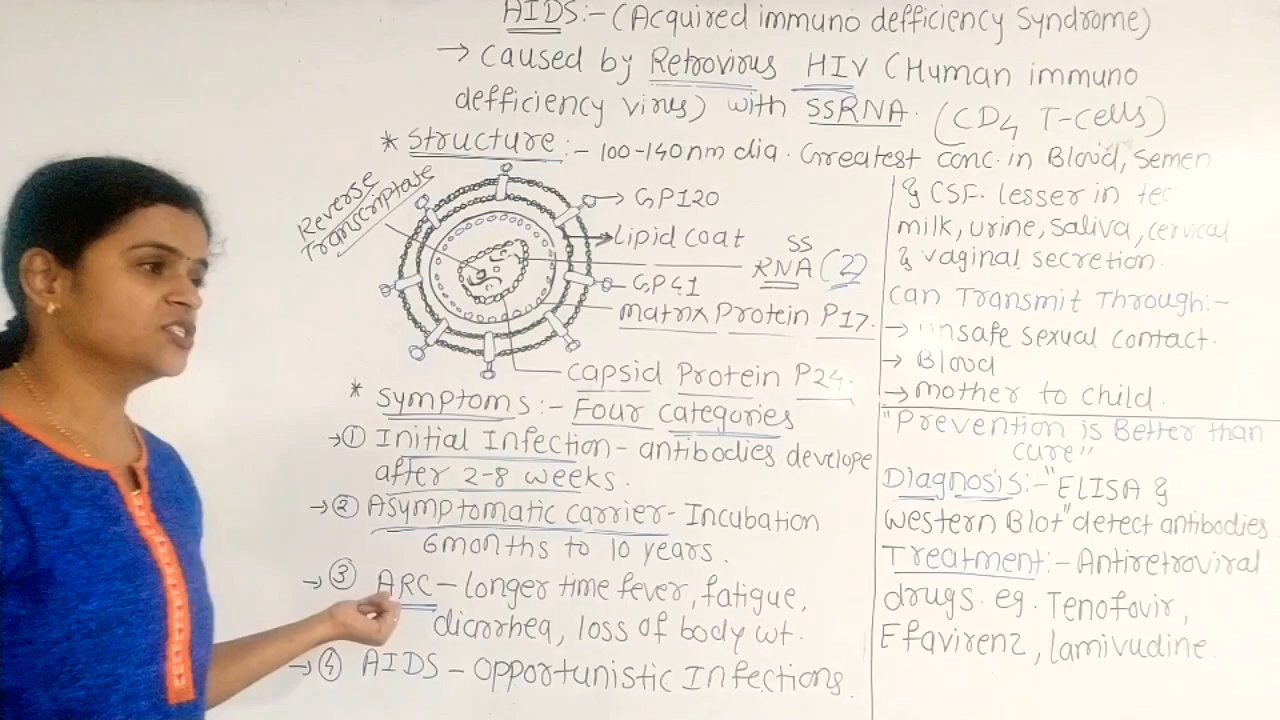 AIDS:- (Acquired immuno defficiency Syndrome)
→ caused by Retrovirus HIV (Human immuno
defficiency virus) with SSRNA. (CD4 T-cells)
* Structure:- 100-140nm dia. Greatest conc. in Blood, Semen
& CSF. lesser in
milk, urine, saliva, cervical
& vaginal secretion.
Reverse
Transcriptate
→ GP120
→ Lipid coat
SS
RNA (2)
GP41
matrix Protein P17.
capsid Protein P24.
can Transmit Through:-
→ unsafe sexual contact.
→ Blood
→ mother to child.
* Symptoms:- Four categories
→ ① Initial Infection - antibodies develope
after 2-8 weeks.
→ ② Asymptomatic carrier - Incubation
6months to 10 years.
→ ③ ARC - longer time fever, fatigue,
diarrhea, loss of body wt.
→ ④ AIDS - Opportunistic Infections.
"Prevention is Better than
cure"
Diagnosis:- "ELISA &
western Blot" detect antibodies
Treatment:- Antiretroviral
drugs. eg. Tenofovir,
Efavirenz, lamivudine.